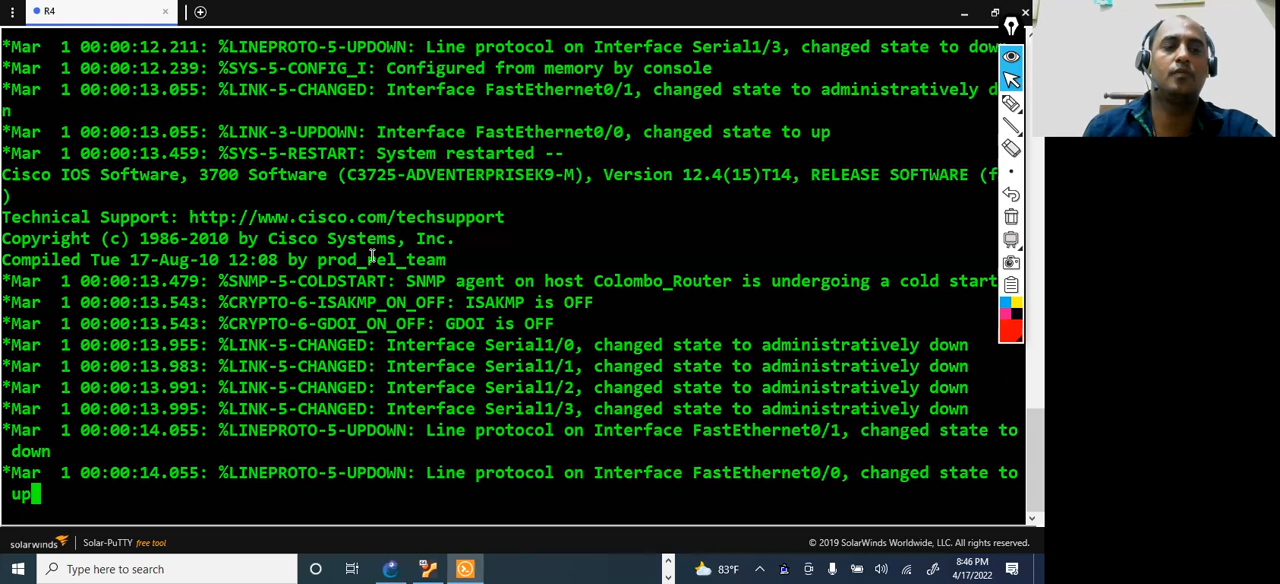 R4
*Mar  1 00:00:12.211: %LINEPROTO-5-UPDOWN: Line protocol on Interface Serial1/3, changed state to down
*Mar  1 00:00:12.239: %SYS-5-CONFIG_I: Configured from memory by console
*Mar  1 00:00:13.055: %LINK-5-CHANGED: Interface FastEthernet0/1, changed state to administratively d
n
*Mar  1 00:00:13.055: %LINK-3-UPDOWN: Interface FastEthernet0/0, changed state to up
*Mar  1 00:00:13.459: %SYS-5-RESTART: System restarted --
Cisco IOS Software, 3700 Software (C3725-ADVENTERPRISEK9-M), Version 12.4(15)T14, RELEASE SOFTWARE (f
)
Technical Support: http://www.cisco.com/techsupport
Copyright (c) 1986-2010 by Cisco Systems, Inc.
Compiled Tue 17-Aug-10 12:08 by prod_rel_team
*Mar  1 00:00:13.479: %SNMP-5-COLDSTART: SNMP agent on host Colombo_Router is undergoing a cold start
*Mar  1 00:00:13.543: %CRYPTO-6-ISAKMP_ON_OFF: ISAKMP is OFF
*Mar  1 00:00:13.543: %CRYPTO-6-GDOI_ON_OFF: GDOI is OFF
*Mar  1 00:00:13.955: %LINK-5-CHANGED: Interface Serial1/0, changed state to administratively down
*Mar  1 00:00:13.983: %LINK-5-CHANGED: Interface Serial1/1, changed state to administratively down
*Mar  1 00:00:13.991: %LINK-5-CHANGED: Interface Serial1/2, changed state to administratively down
*Mar  1 00:00:13.995: %LINK-5-CHANGED: Interface Serial1/3, changed state to administratively down
*Mar  1 00:00:14.055: %LINEPROTO-5-UPDOWN: Line protocol on Interface FastEthernet0/1, changed state to
down
*Mar  1 00:00:14.055: %LINEPROTO-5-UPDOWN: Line protocol on Interface FastEthernet0/0, changed state to
up
solarwinds Solar-PuTTY free tool © 2019 SolarWinds Worldwide, LLC. All rights reserved.
Type here to search 83°F 8:46 PM
4/17/2022